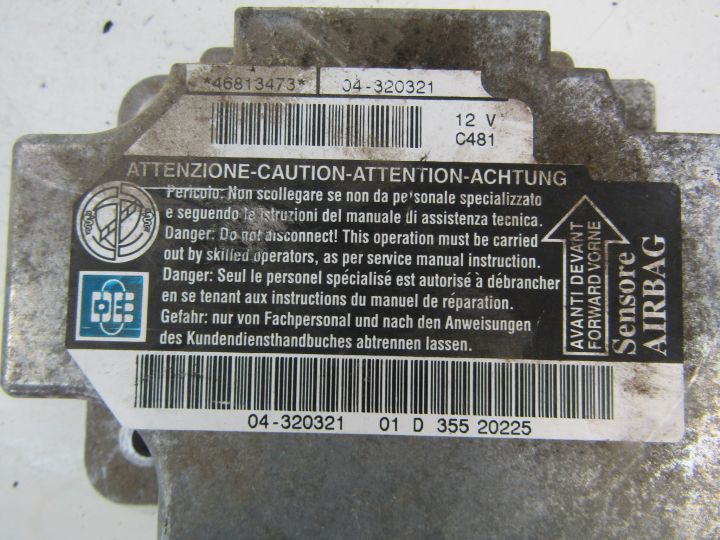 *46813473* 04-320321
12 V
C481
ATTENZIONE-CAUTION-ATTENTION-ACHTUNG
Pericolo: Non scollegare se non da personale specializzato
e seguendo le istruzioni del manuale di assistenza tecnica.
Danger: Do not disconnect! This operation must be carried
out by skilled operators, as per service manual instruction.
Danger: Seul le personel spécialisé est autorisé à débrancher
en se tenant aux instructions du manuel de réparation.
Gefahr: nur von Fachpersonal und nach den Anweisungen
des Kundendiensthandbuches abtrennen lassen.
AVANTI DEVANT
FORWARD VORNE
Sensore
AIRBAG
04-320321 01 D 355 20225